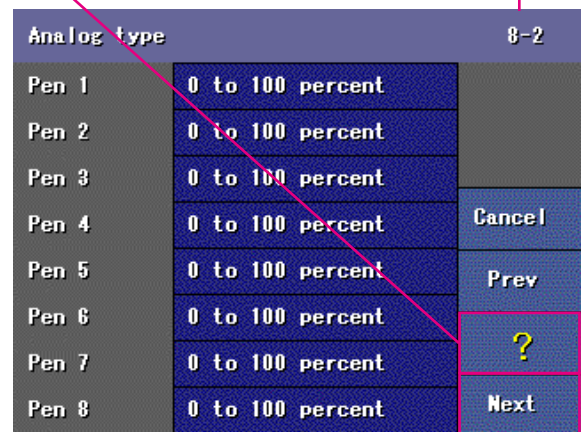 Analog type 8-2
Pen 1 0 to 100 percent
Pen 2 0 to 100 percent
Pen 3 0 to 100 percent
Pen 4 0 to 100 percent
Cancel
Pen 5 0 to 100 percent
Prev
Pen 6 0 to 100 percent
?
Pen 7 0 to 100 percent
Pen 8 0 to 100 percent
Next